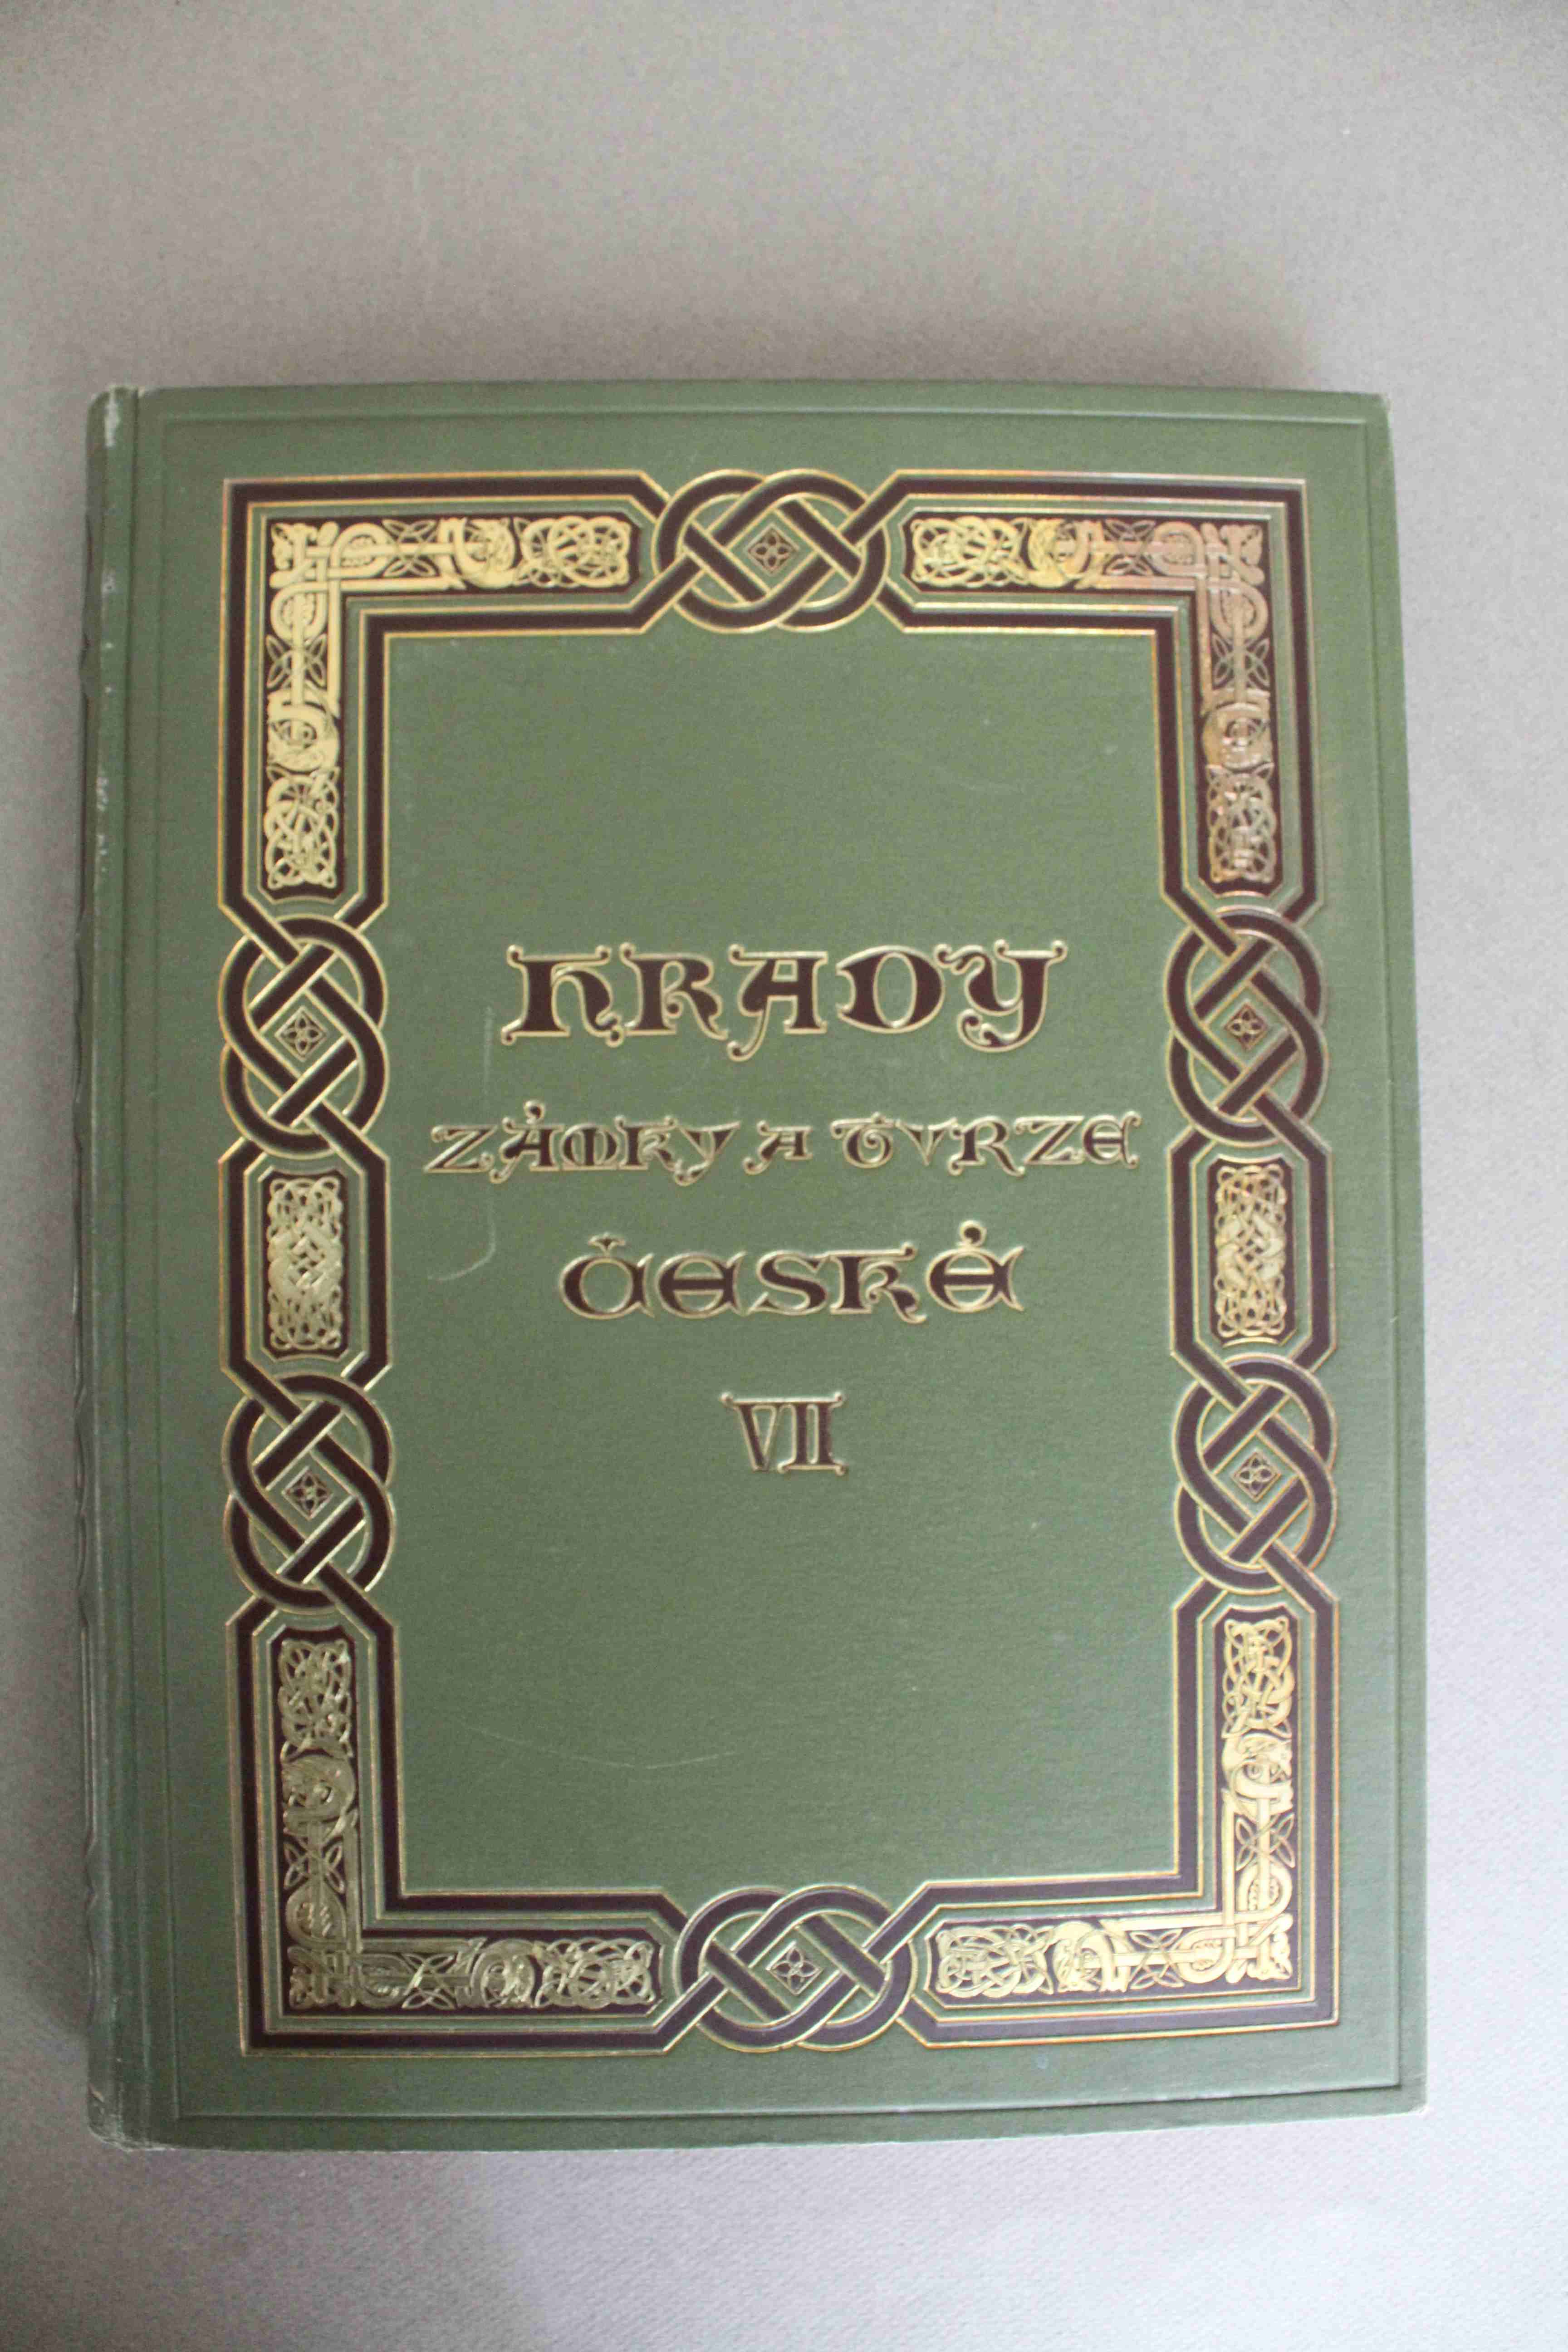 HRADY
ZÁMKY A TVRZE
ČESKÉ
VII